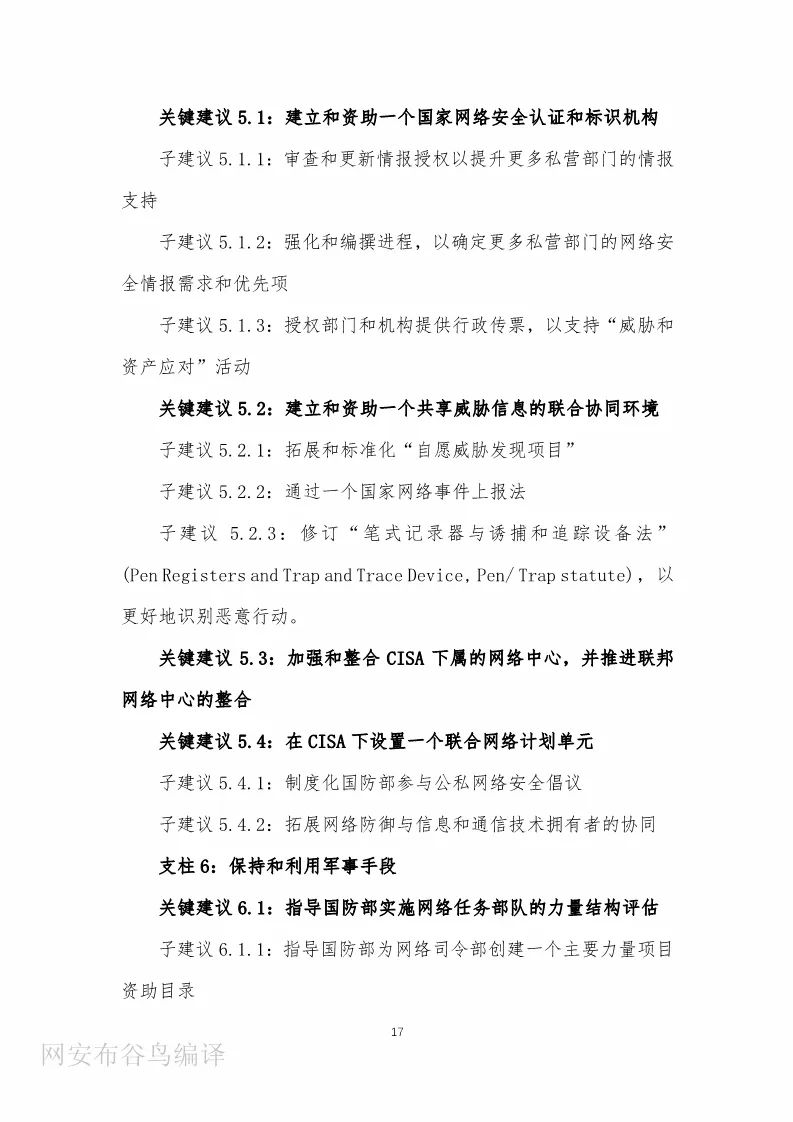 关键建议 5.1：建立和资助一个国家网络安全认证和标识机构
子建议 5.1.1：审查和更新情报授权以提升更多私营部门的情报
支持
子建议 5.1.2：强化和编撰进程，以确定更多私营部门的网络安
全情报需求和优先项
子建议 5.1.3：授权部门和机构提供行政传票，以支持“威胁和
资产应对”活动
关键建议 5.2：建立和资助一个共享威胁信息的联合协同环境
子建议 5.2.1：拓展和标准化“自愿威胁发现项目”
子建议 5.2.2：通过一个国家网络事件上报法
子建议 5.2.3：修订“笔式记录器与诱捕和追踪设备法”
(Pen Registers and Trap and Trace Device, Pen/ Trap statute)，以
更好地识别恶意行动。
关键建议 5.3：加强和整合 CISA 下属的网络中心，并推进联邦
网络中心的整合
关键建议 5.4：在 CISA 下设置一个联合网络计划单元
子建议 5.4.1：制度化国防部参与公私网络安全倡议
子建议 5.4.2：拓展网络防御与信息和通信技术拥有者的协同
支柱 6：保持和利用军事手段
关键建议 6.1：指导国防部实施网络任务部队的力量结构评估
子建议 6.1.1：指导国防部为网络司令部创建一个主要力量项目
资助目录
17
网安布谷鸟编译